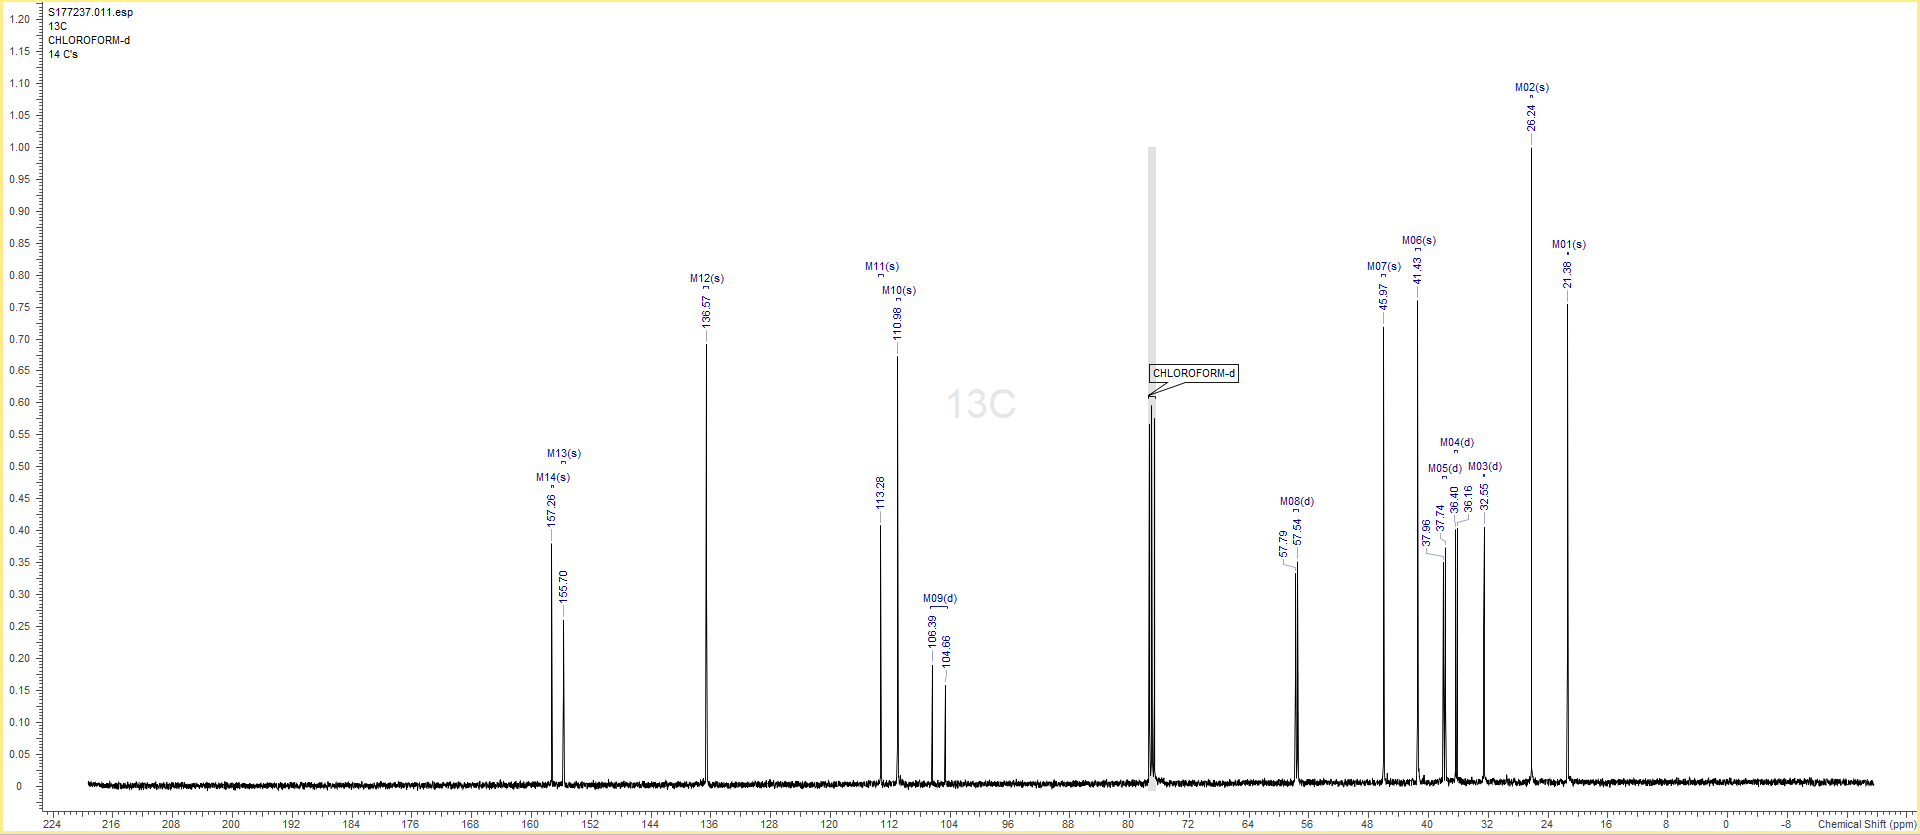 S177237.011.esp
13C
CHLOROFORM-d
14 C's
1.20
1.15
1.10
1.05
1.00
0.95
0.90
0.85
0.80
0.75
0.70
0.65
0.60
0.55
0.50
0.45
0.40
0.35
0.30
0.25
0.20
0.15
0.10
0.05
0
M14(s)
157.26
M13(s)
155.70
M12(s)
136.57
M11(s)
113.28
M10(s)
110.98
M09(d)
106.39
104.66
13C
CHLOROFORM-d
M08(d)
57.79
57.54
M07(s)
45.97
M06(s)
41.43
M05(d)
37.96
37.74
M04(d)
36.40
36.16
M03(d)
32.55
M02(s)
26.24
M01(s)
21.38
224 216 208 200 192 184 176 168 160 152 144 136 128 120 112 104 96 88 80 72 64 56 48 40 32 24 16 8 0 -8 Chemical Shift (ppm)